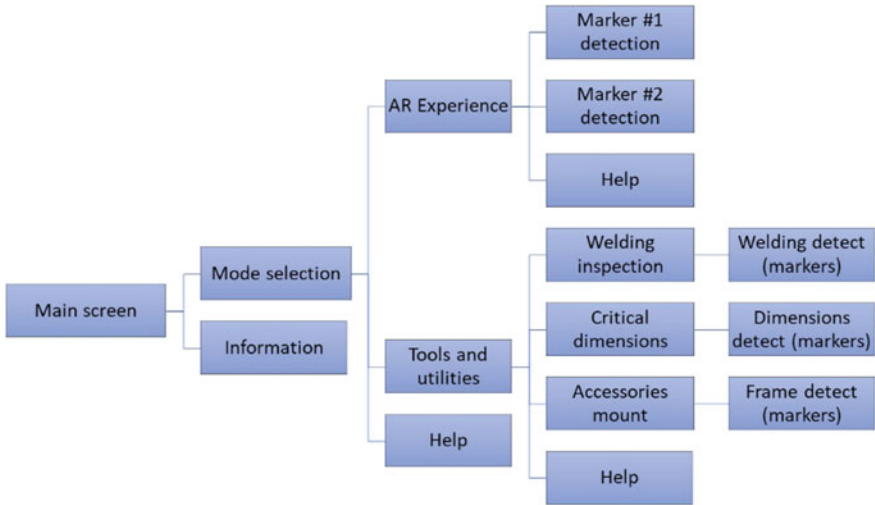 Main screen
Mode selection
Information
AR Experience
Tools and
utilities
Help
Marker #1
detection
Marker #2
detection
Help
Welding
inspection
Critical
dimensions
Accessories
mount
Help
Welding detect
(markers)
Dimensions
detect (markers)
Frame detect
(markers)